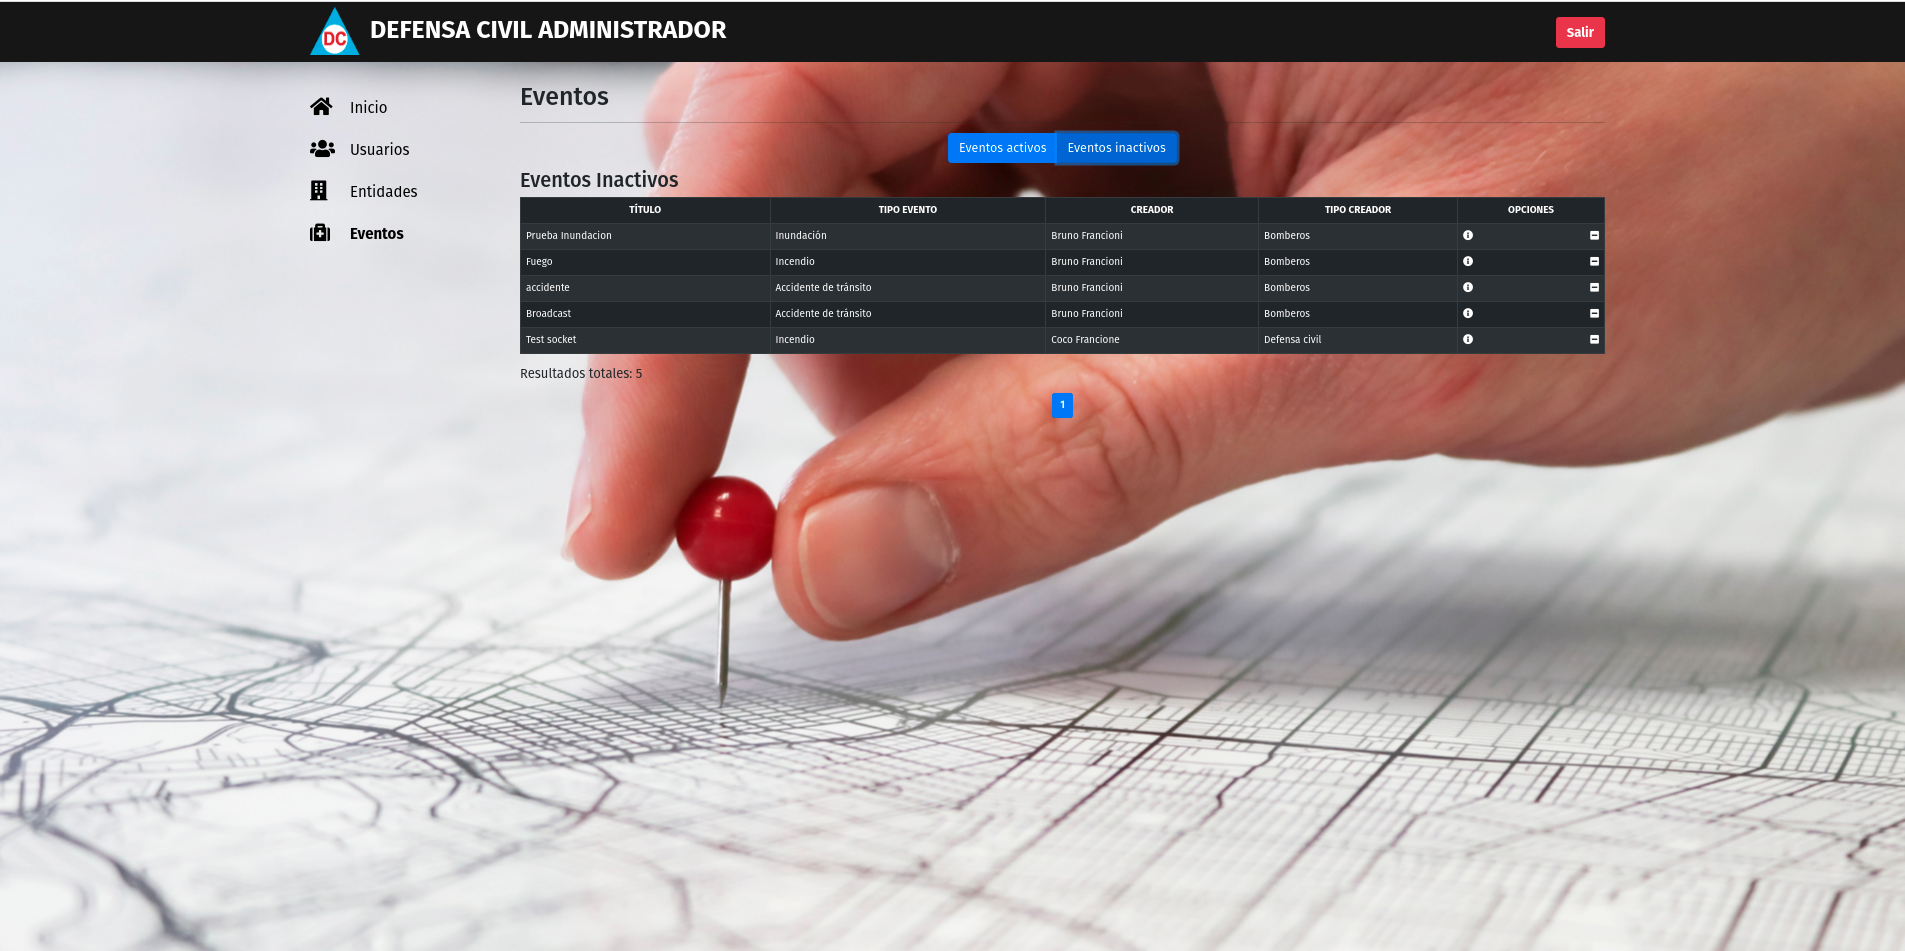 DC DEFENSA CIVIL ADMINISTRADOR Salir
Inicio
Usuarios
Entidades
Eventos
Eventos
Eventos activos Eventos inactivos
Eventos Inactivos
TÍTULO TIPO EVENTO CREADOR TIPO CREADOR OPCIONES
Prueba Inundacion Inundación Bruno Francioni Bomberos
Fuego Incendio Bruno Francioni Bomberos
accidente Accidente de tránsito Bruno Francioni Bomberos
Broadcast Accidente de tránsito Bruno Francioni Bomberos
Test socket Incendio Coco Francione Defensa civil
Resultados totales: 5
1